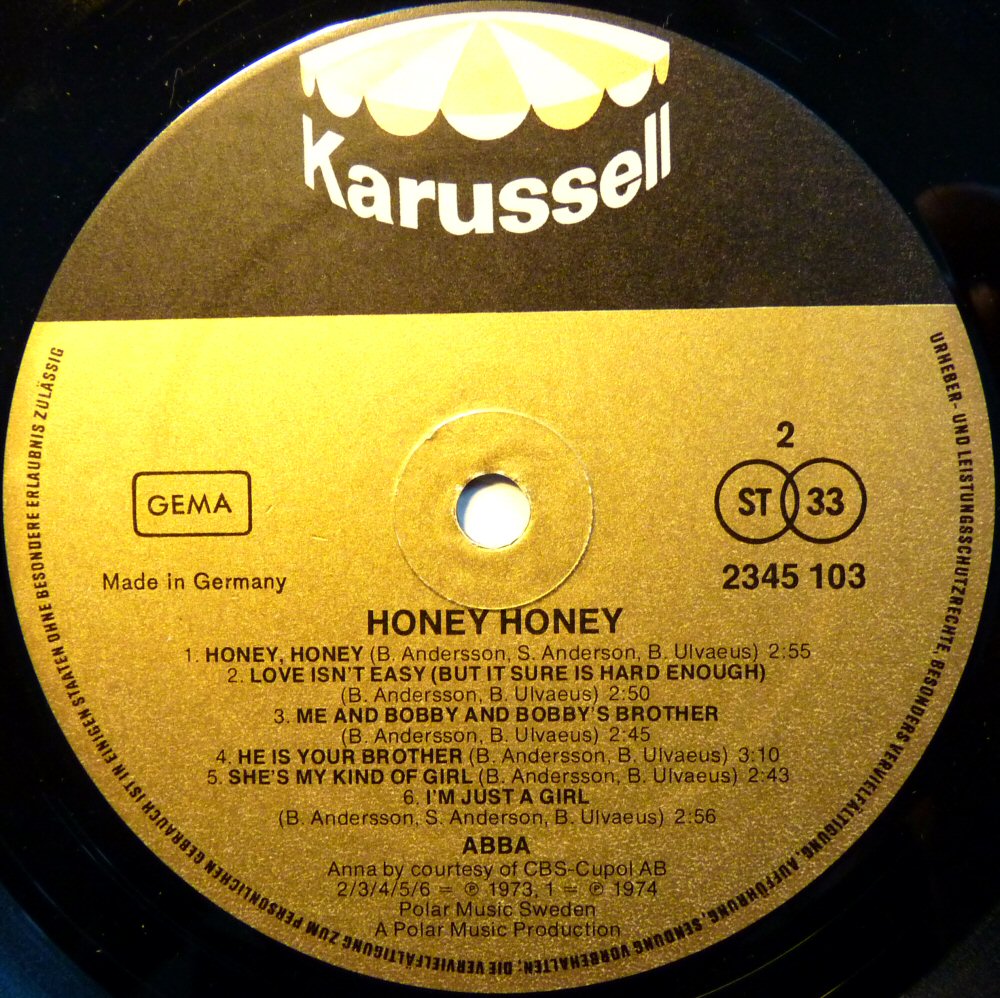 Karussell
GEMA
Made in Germany
2
ST 33
2345 103
HONEY HONEY
1. HONEY, HONEY (B. Andersson, S. Anderson, B. Ulvaeus) 2:55
2. LOVE ISN'T EASY (BUT IT SURE IS HARD ENOUGH)
(B. Andersson, B. Ulvaeus) 2:50
3. ME AND BOBBY AND BOBBY'S BROTHER
(B. Andersson, B. Ulvaeus) 2:45
4. HE IS YOUR BROTHER (B. Andersson, B. Ulvaeus) 3:10
5. SHE'S MY KIND OF GIRL (B. Andersson, B. Ulvaeus) 2:43
6. I'M JUST A GIRL
(B. Andersson, S. Anderson, B. Ulvaeus) 2:56
ABBA
Anna by courtesy of CBS-Cupol AB
2/3/4/5/6 = ℗ 1973, 1 = ℗ 1974
Polar Music Sweden
A Polar Music Production
URHEBER- UND LEISTUNGSSCHUTZRECHTE, BESONDERS VERVIELFÄLTIGUNG, AUFFÜHRUNG, SENDUNG VORBEHALTEN; DIE VERVIELFÄLTIGUNG ZUM PERSÖNLICHEN GEBRAUCH IST IN EINIGEN STAATEN OHNE BESONDERE ERLAUBNIS ZULÄSSIG